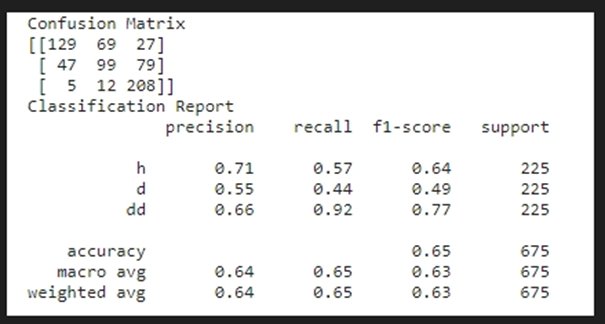 Confusion Matrix
[[129 69 27]
[ 47 99 79]
[ 5 12 208]]
Classification Report
precision recall f1-score support
h 0.71 0.57 0.64 225
d 0.55 0.44 0.49 225
dd 0.66 0.92 0.77 225
accuracy 0.65 675
macro avg 0.64 0.65 0.63 675
weighted avg 0.64 0.65 0.63 675